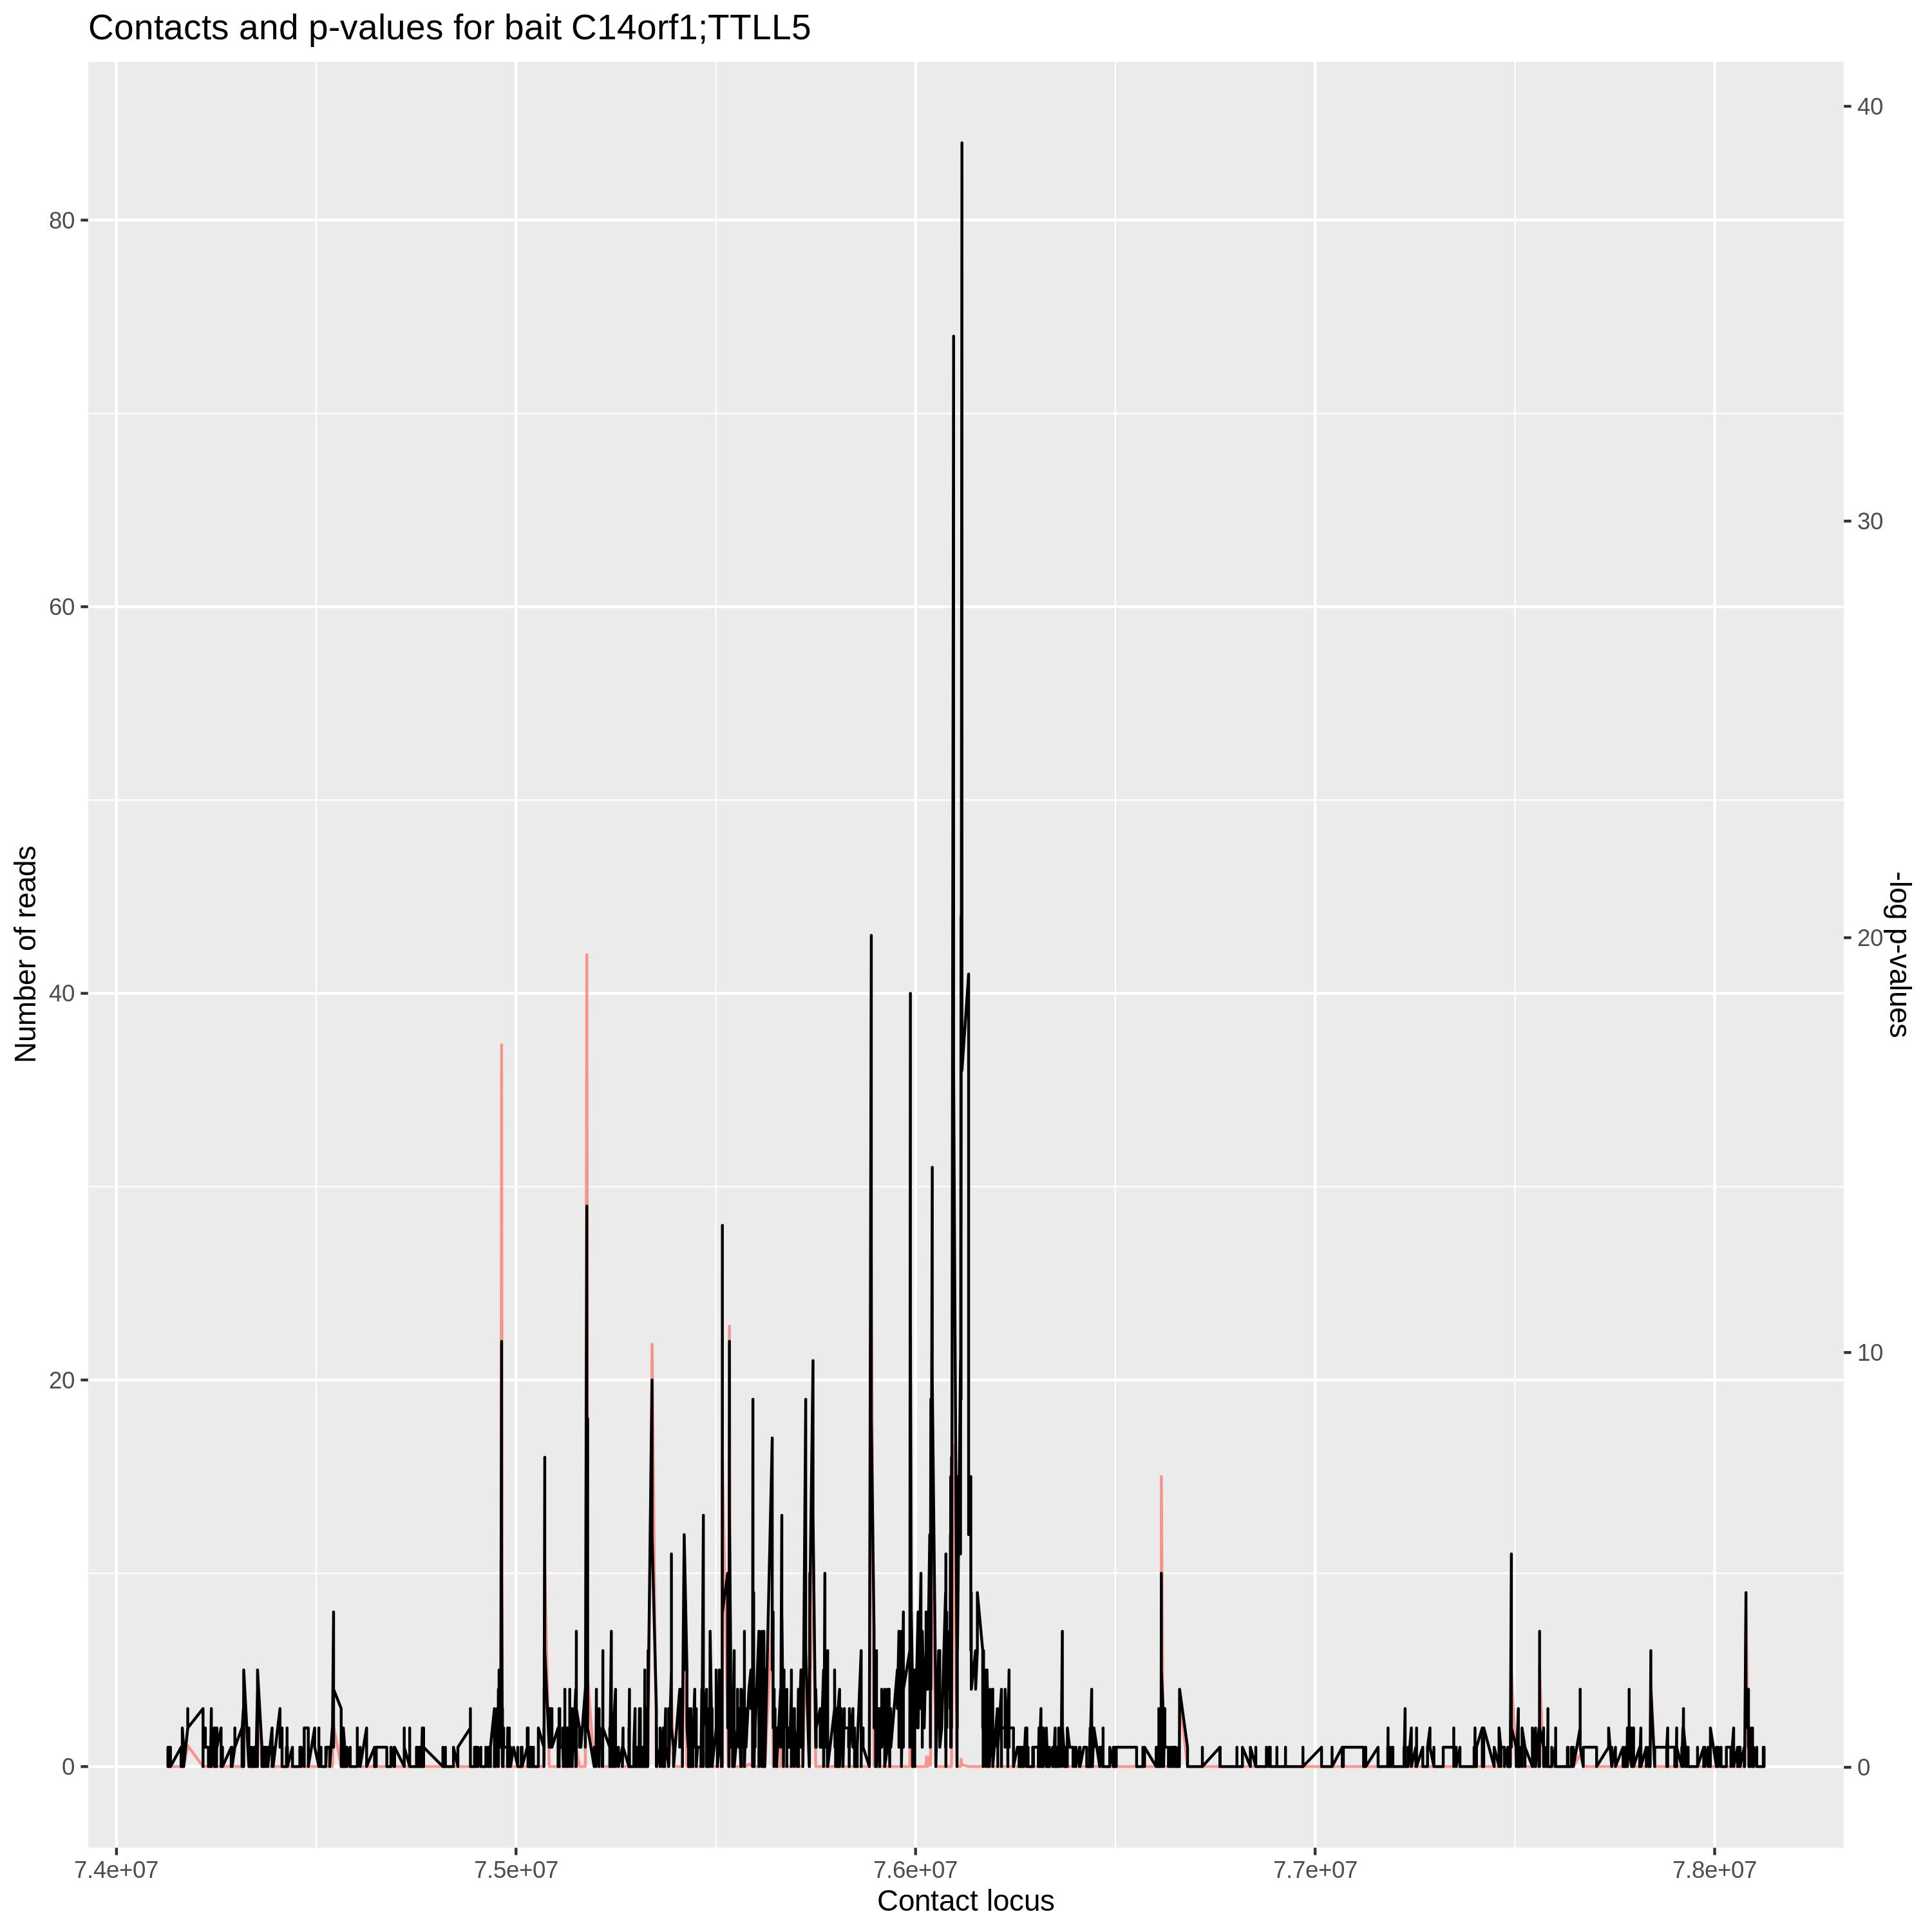 Contacts and p-values for bait C14orf1;TTLL5
80
60
40
20
0
Number of reads
40
30
20
10
0
-log p-values
7.4e+07
7.5e+07
7.6e+07
7.7e+07
7.8e+07
Contact locus